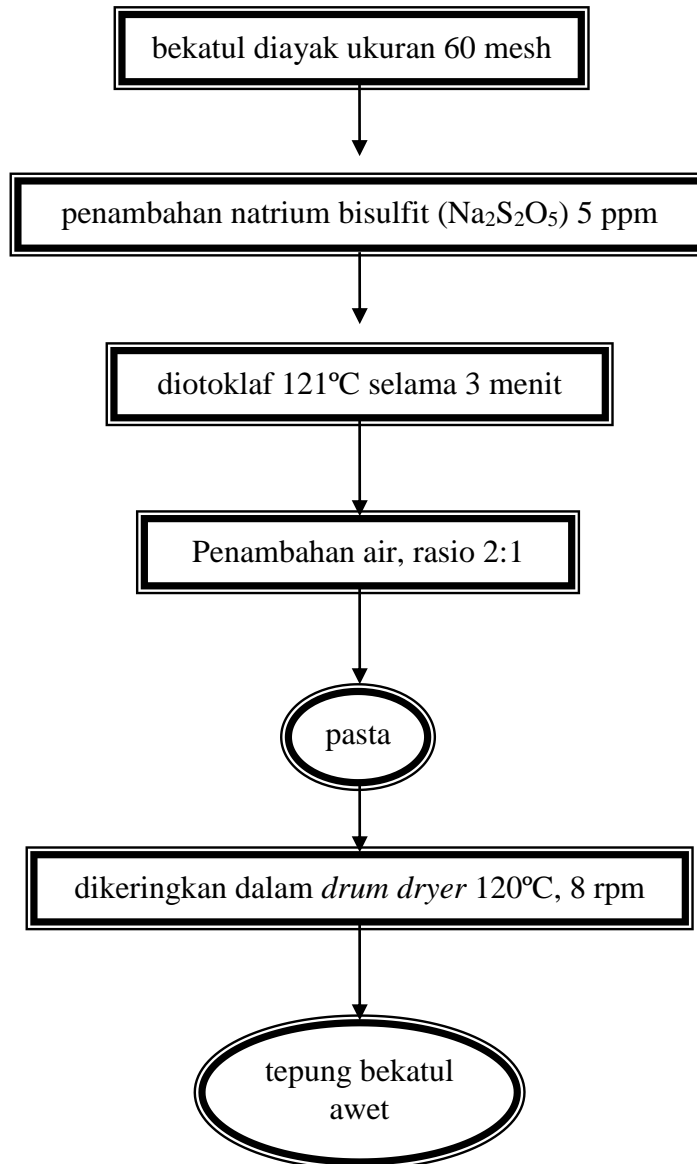 bekatul diayak ukuran 60 mesh
penambahan natrium bisulfit (Na₂S₂O₅) 5 ppm
diotoklaf 121ºC selama 3 menit
Penambahan air, rasio 2:1
pasta
dikeringkan dalam drum dryer 120ºC, 8 rpm
tepung bekatul
awet